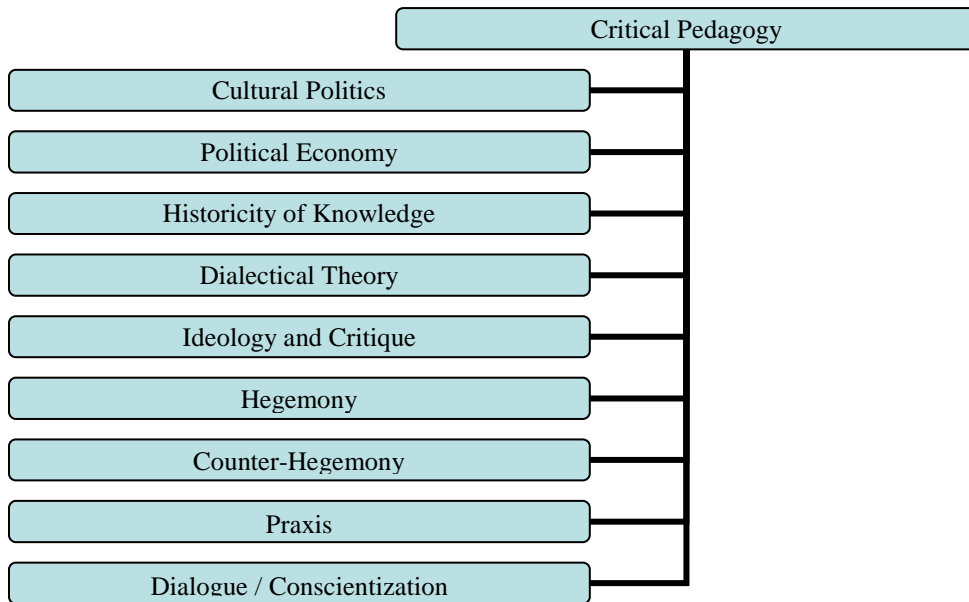 Critical Pedagogy
Cultural Politics
Political Economy
Historicity of Knowledge
Dialectical Theory
Ideology and Critique
Hegemony
Counter-Hegemony
Praxis
Dialogue / Conscientization